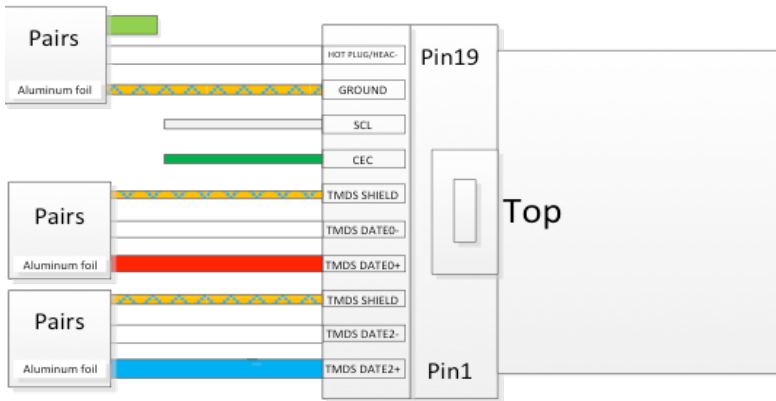 Pairs
Aluminum foil
HOT PLUG/HEAC-
Pin19
GROUND
SCL
CEC
Pairs
Aluminum foil
TMDS SHIELD
TMDS DATE0-
TMDS DATE0+
Top
Pairs
Aluminum foil
TMDS SHIELD
TMDS DATE2-
TMDS DATE2+
Pin1